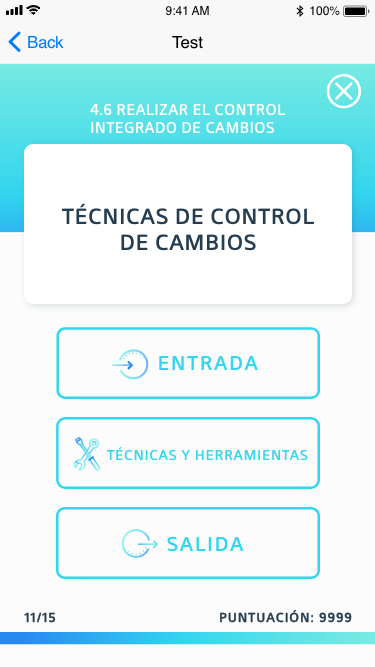 9:41 AM
100%
Back
Test
4.6 REALIZAR EL CONTROL
INTEGRADO DE CAMBIOS
TÉCNICAS DE CONTROL
DE CAMBIOS
ENTRADA
TÉCNICAS Y HERRAMIENTAS
SALIDA
11/15
PUNTUACIÓN: 9999